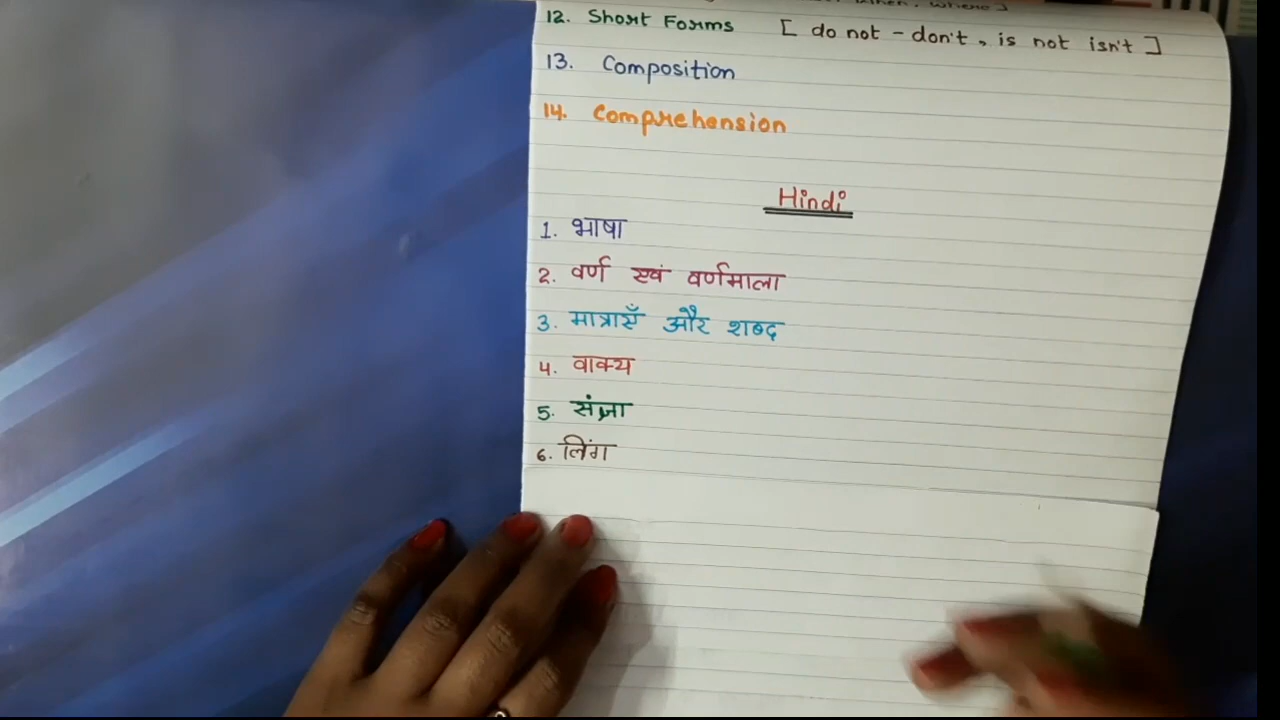 12. Short Forms [ do not - don't, is not isn't ]
13. Composition
14. Comprehension
Hindi
1. भाषा
2. वर्ण एवं वर्णमाला
3. मात्राएँ और शब्द
4. वाक्य
5. संज्ञा
6. लिंग